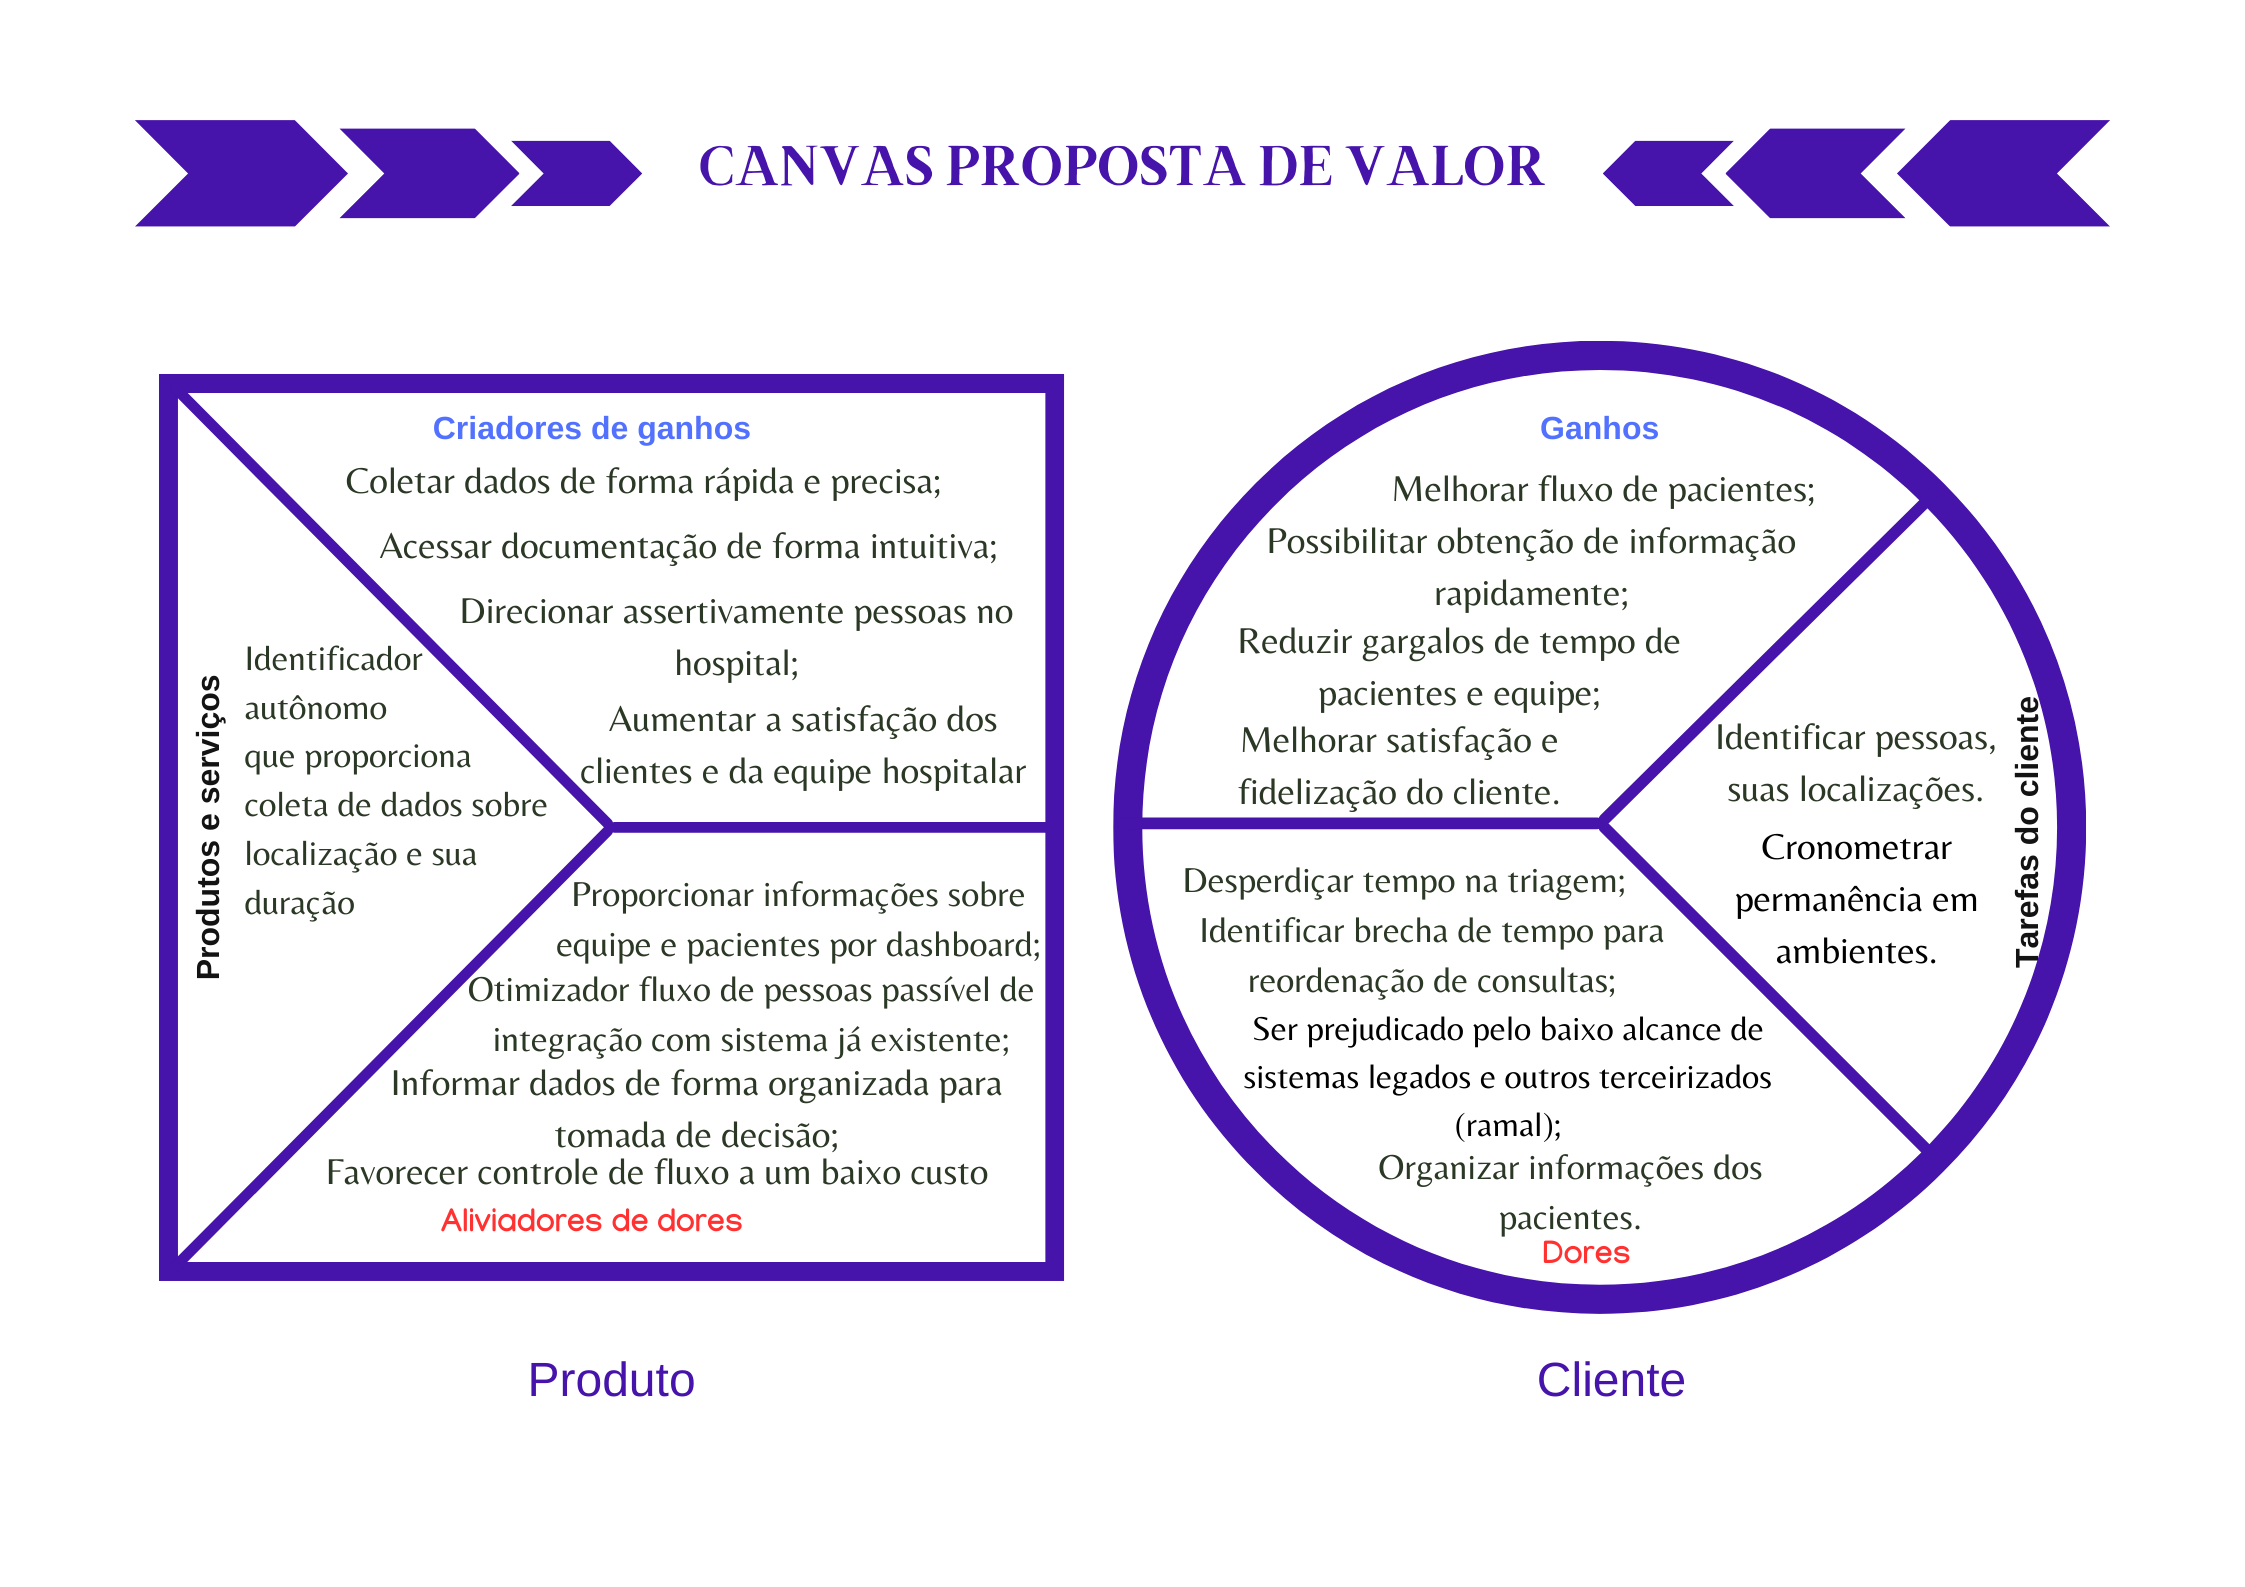 CANVAS PROPOSTA DE VALOR
Criadores de ganhos
Coletar dados de forma rápida e precisa;
Acessar documentação de forma intuitiva;
Direcionar assertivamente pessoas no
hospital;
Aumentar a satisfação dos
clientes e da equipe hospitalar
Produtos e serviços
Identificador
autônomo
que proporciona
coleta de dados sobre
localização e sua
duração
Proporcionar informações sobre
equipe e pacientes por dashboard;
Otimizador fluxo de pessoas passível de
integração com sistema já existente;
Informar dados de forma organizada para
tomada de decisão;
Favorecer controle de fluxo a um baixo custo
Aliviadores de dores
Produto
Ganhos
Melhorar fluxo de pacientes;
Possibilitar obtenção de informação
rapidamente;
Reduzir gargalos de tempo de
pacientes e equipe;
Melhorar satisfação e
fidelização do cliente.
Identificar pessoas,
suas localizações.
Cronometrar
permanência em
ambientes.
Tarefas do cliente
Desperdiçar tempo na triagem;
Identificar brecha de tempo para
reordenação de consultas;
Ser prejudicado pelo baixo alcance de
sistemas legados e outros terceirizados
(ramal);
Organizar informações dos
pacientes.
Dores
Cliente